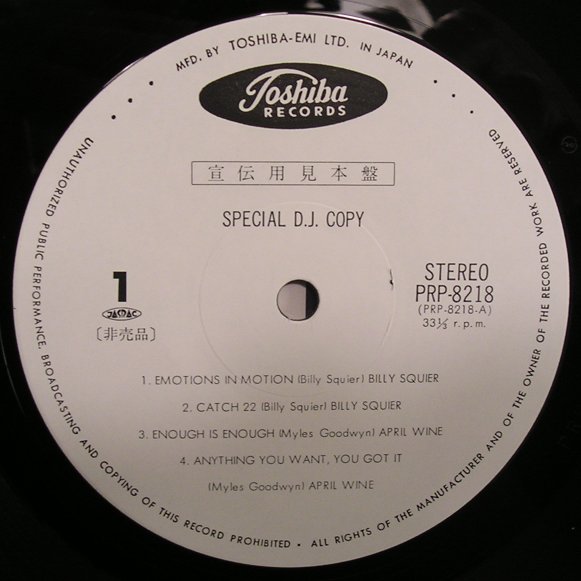 MFD. BY TOSHIBA-EMI LTD. IN JAPAN
Toshiba
RECORDS
宣伝用見本盤
SPECIAL D.J. COPY
1
JASRAC
〔非売品〕
STEREO
PRP-8218
(PRP-8218-A)
33⅓ r.p.m.
1. EMOTIONS IN MOTION (Billy Squier) BILLY SQUIER
2. CATCH 22 (Billy Squier) BILLY SQUIER
3. ENOUGH IS ENOUGH (Myles Goodwyn) APRIL WINE
4. ANYTHING YOU WANT, YOU GOT IT
(Myles Goodwyn) APRIL WINE
UNAUTHORIZED PUBLIC PERFORMANCE, BROADCASTING AND COPYING OF THIS RECORD PROHIBITED • ALL RIGHTS OF THE MANUFACTURER AND OF THE OWNER OF THE RECORDED WORK ARE RESERVED